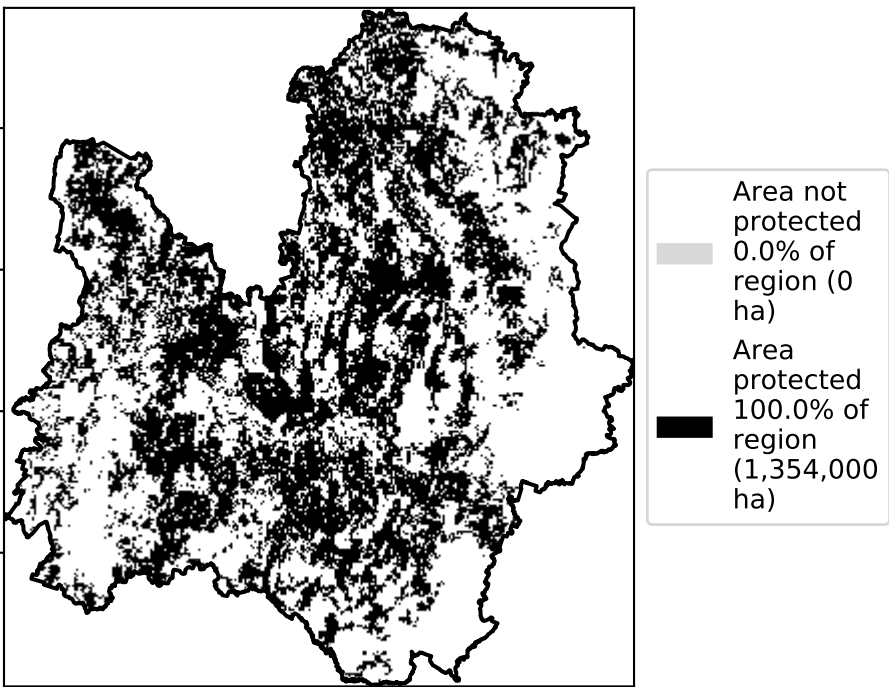 Area not
protected
0.0% of
region (0
ha)
Area
protected
100.0% of
region
(1,354,000
ha)